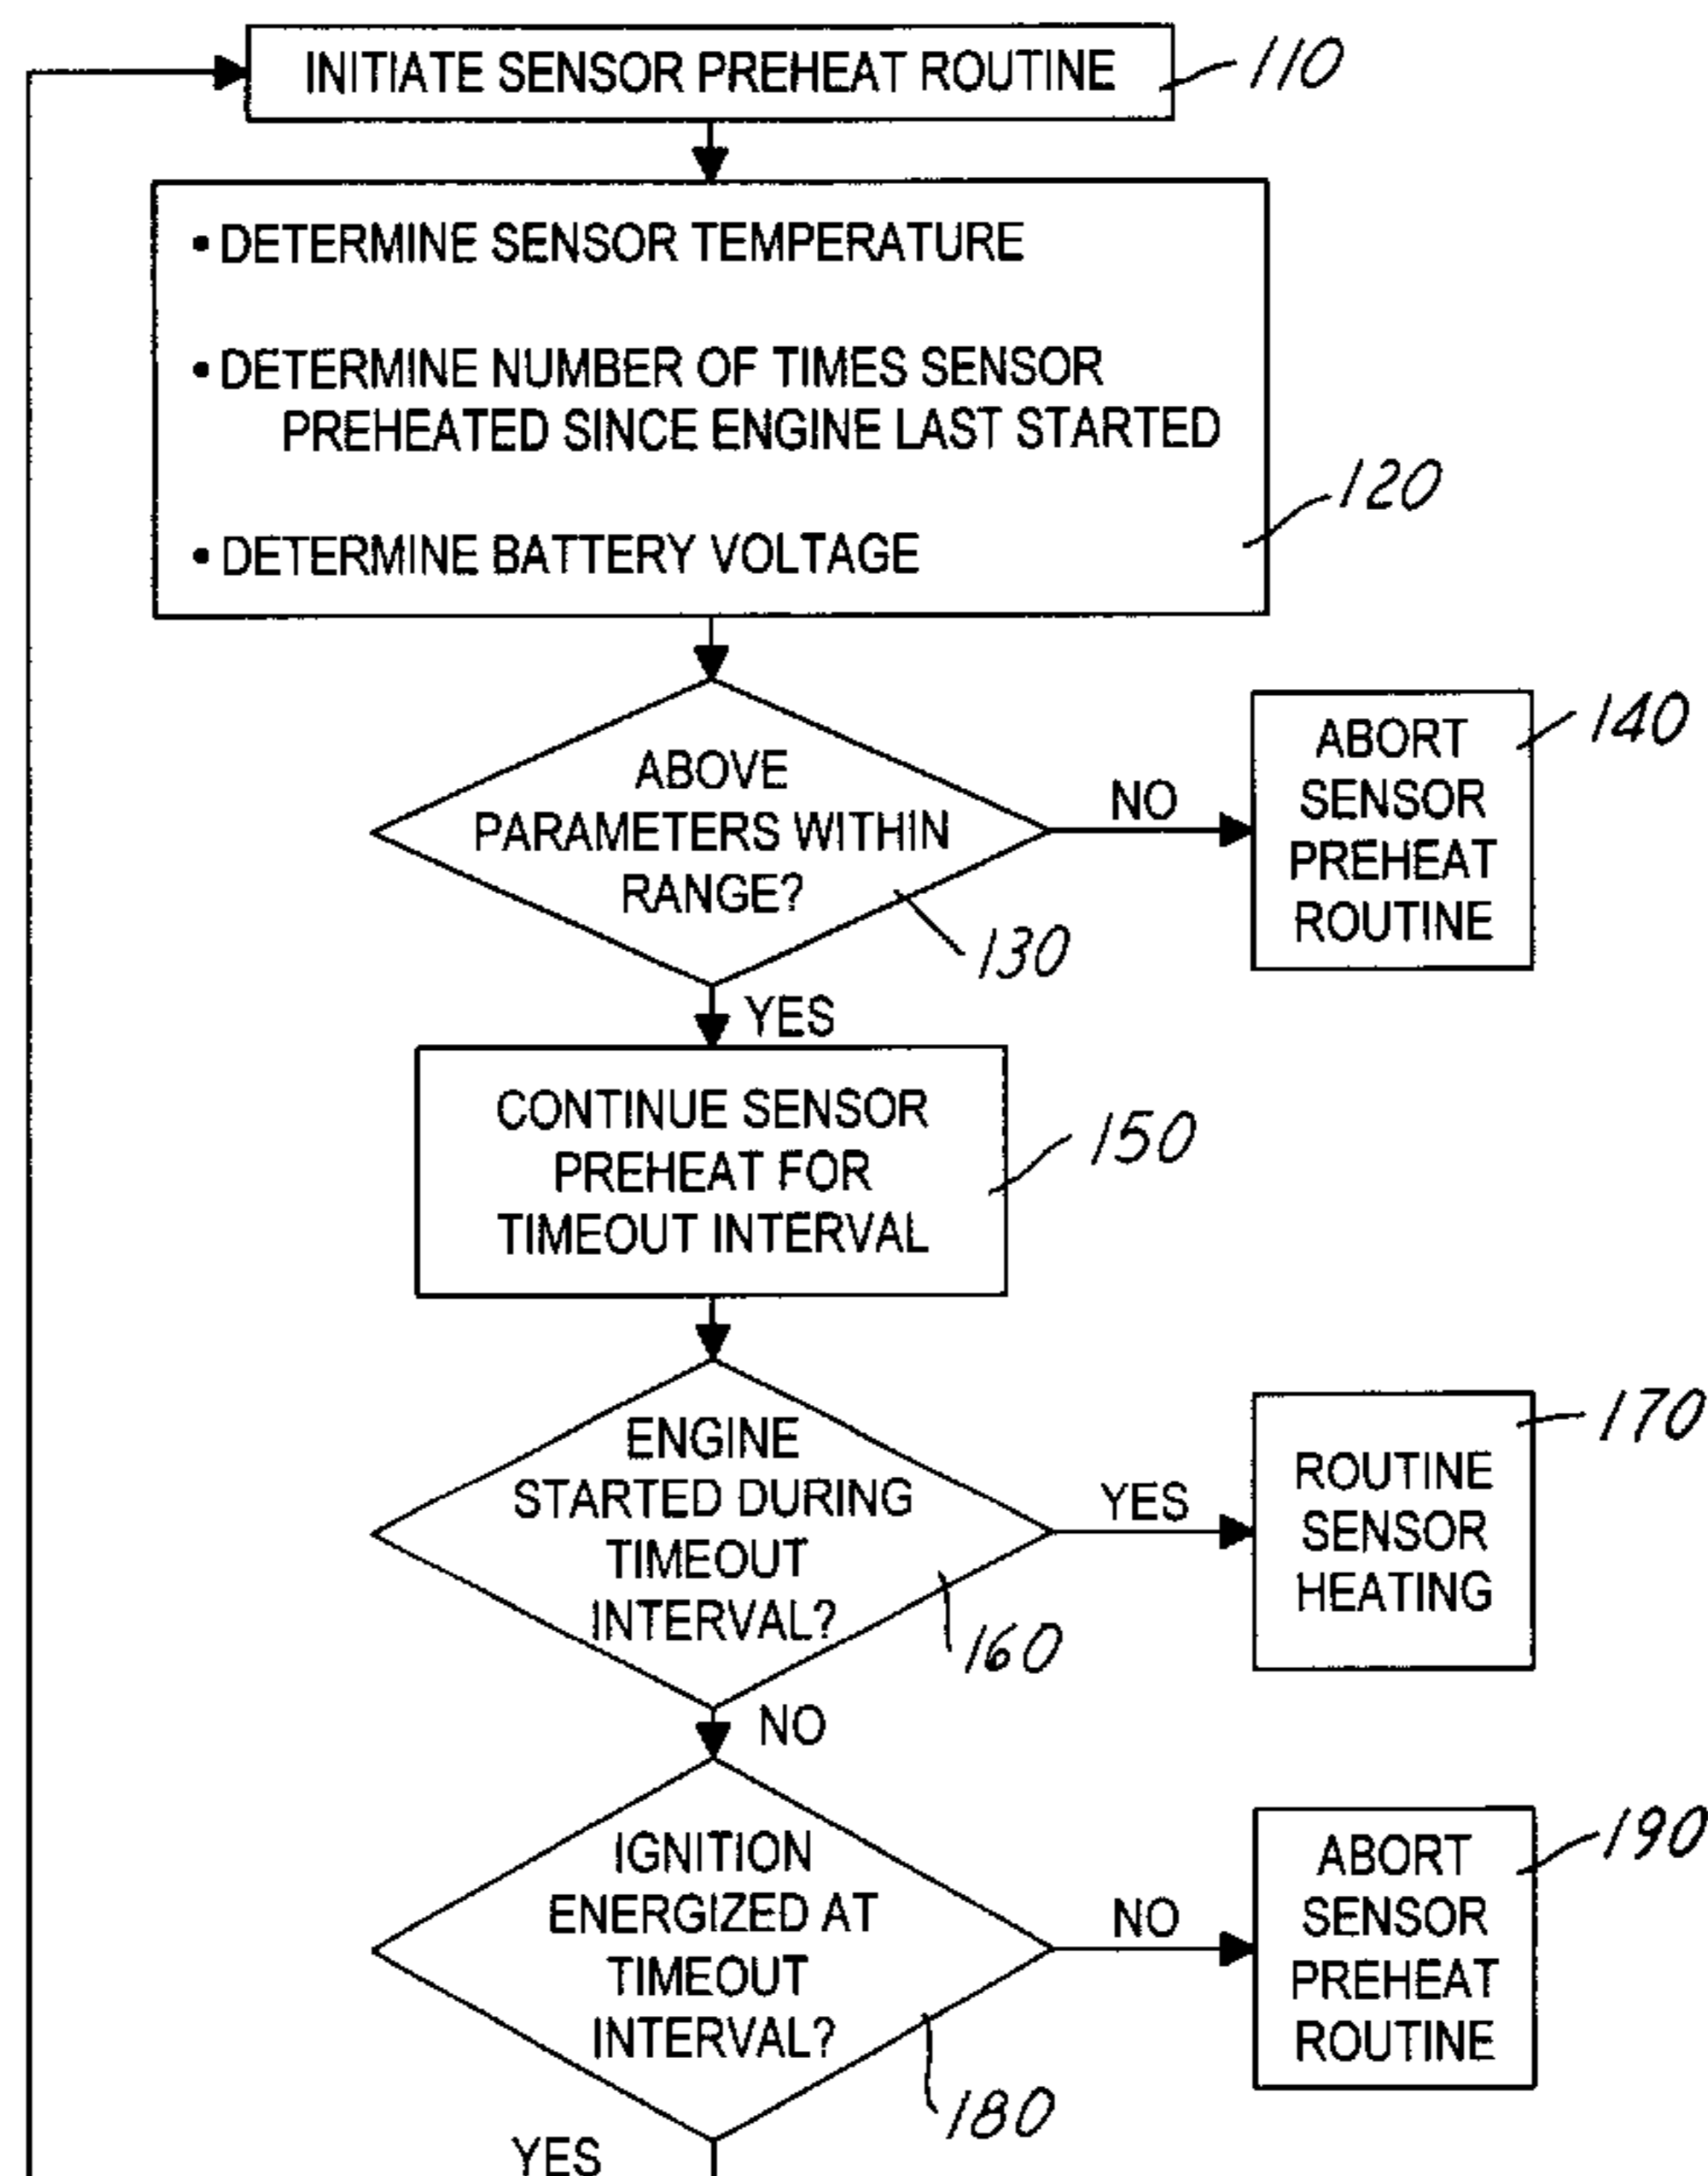 INITIATE SENSOR PREHEAT ROUTINE
110
• DETERMINE SENSOR TEMPERATURE
• DETERMINE NUMBER OF TIMES SENSOR
PREHEATED SINCE ENGINE LAST STARTED
• DETERMINE BATTERY VOLTAGE
120
ABOVE
PARAMETERS WITHIN
RANGE?
130
NO
ABORT
SENSOR
PREHEAT
ROUTINE
140
YES
CONTINUE SENSOR
PREHEAT FOR
TIMEOUT INTERVAL
150
ENGINE
STARTED DURING
TIMEOUT
INTERVAL?
160
YES
ROUTINE
SENSOR
HEATING
170
NO
IGNITION
ENERGIZED AT
TIMEOUT
INTERVAL?
180
NO
ABORT
SENSOR
PREHEAT
ROUTINE
190
YES